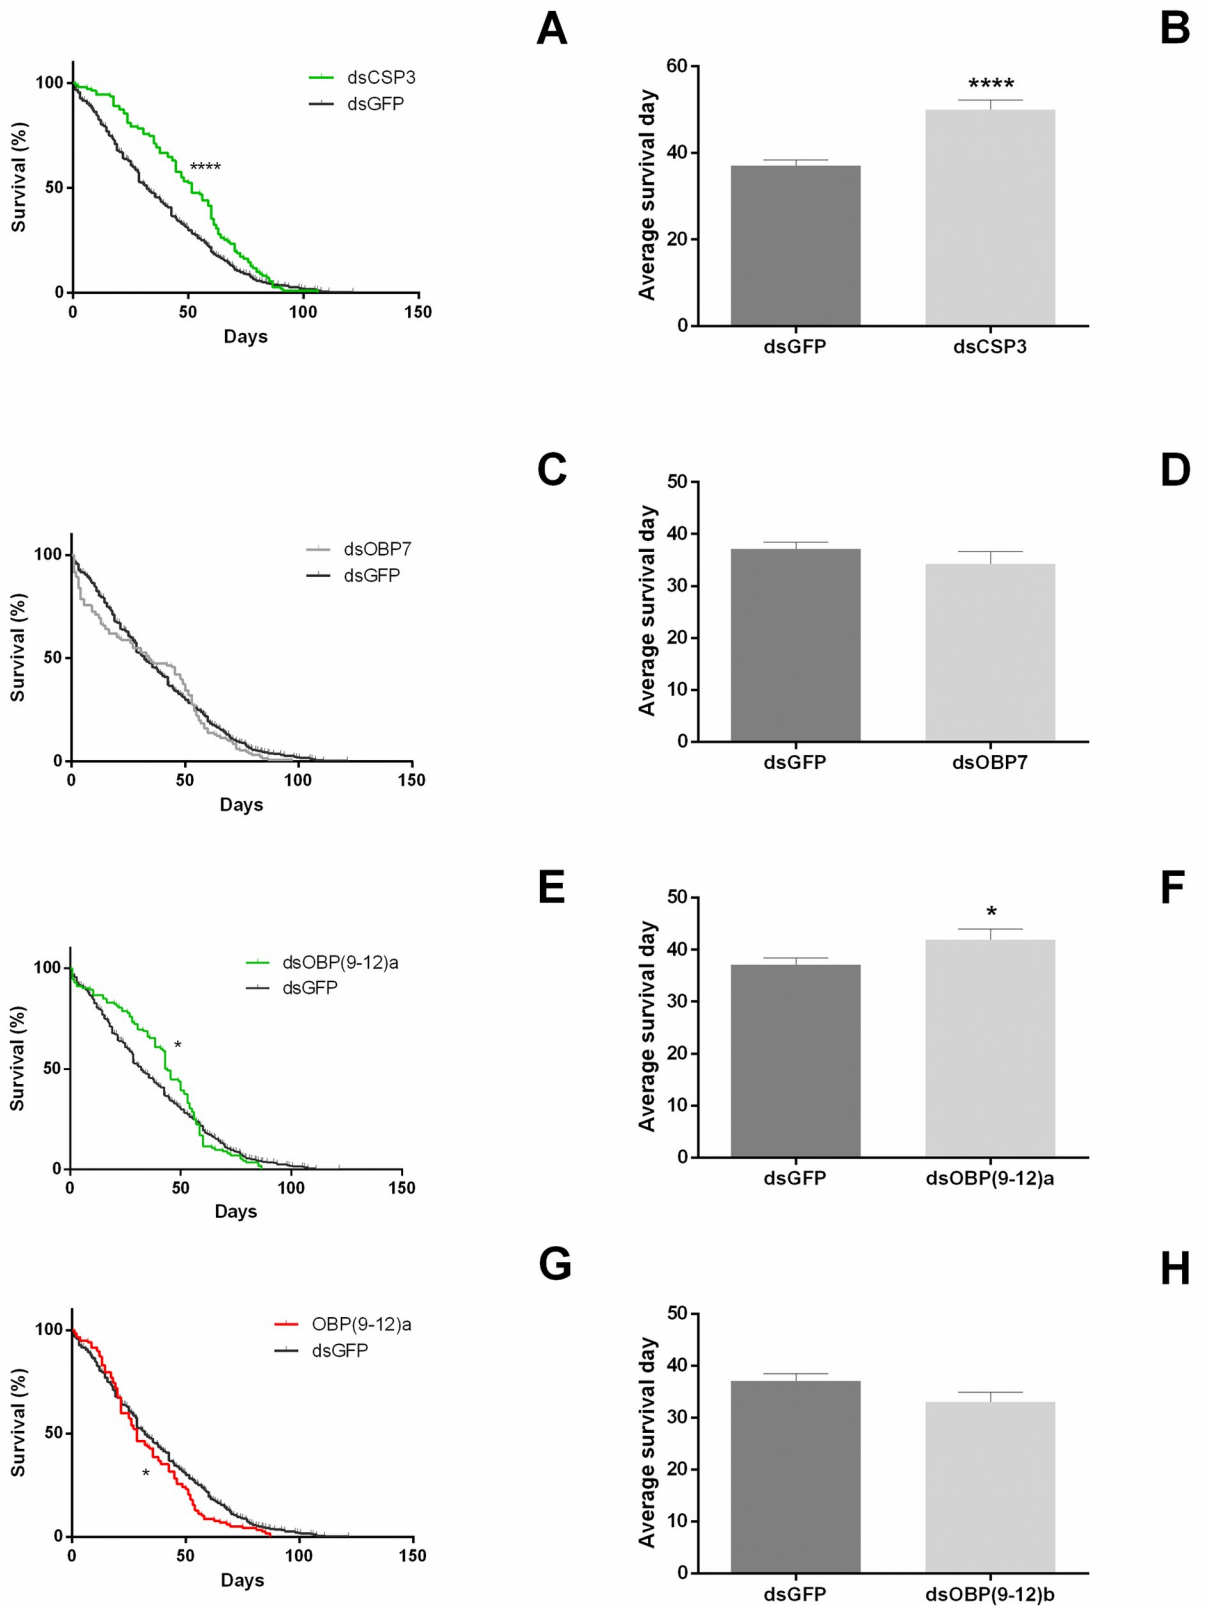 A
dsCSP3
dsGFP
100
50
0
Survival (%)
****
0 50 100 150
Days
B
60
40
20
0
Average survival day
****
dsGFP dsCSP3
C
dsOBP7
dsGFP
100
50
0
Survival (%)
0 50 100 150
Days
D
50
40
30
20
10
0
Average survival day
dsGFP dsOBP7
E
dsOBP(9-12)a
dsGFP
100
50
0
Survival (%)
*
0 50 100 150
Days
F
50
40
30
20
10
0
Average survival day
*
dsGFP dsOBP(9-12)a
G
OBP(9-12)a
dsGFP
100
50
0
Survival (%)
*
0 50 100 150
Days
H
50
40
30
20
10
0
Average survival day
dsGFP dsOBP(9-12)b